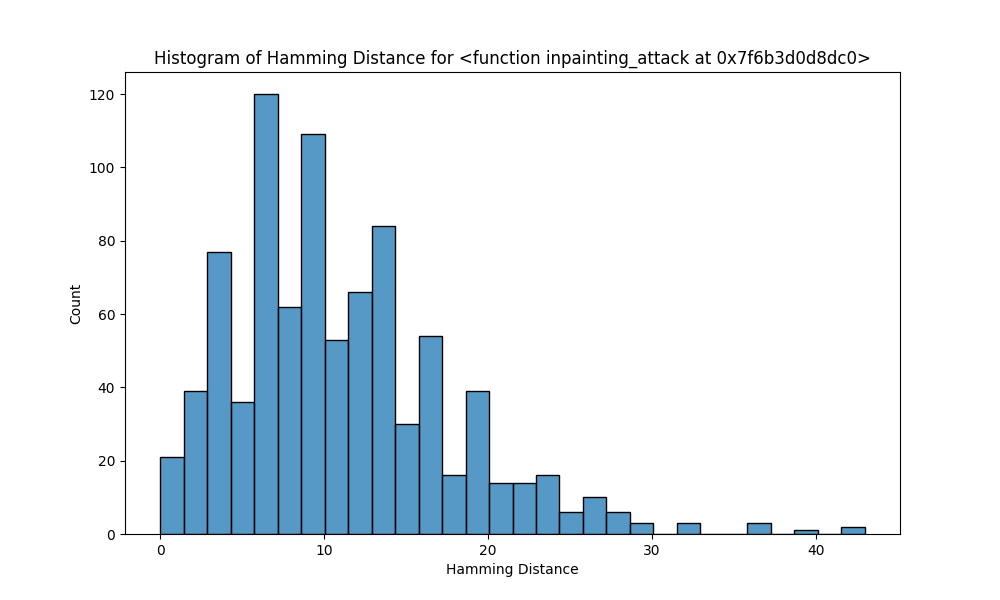 Histogram of Hamming Distance for <function inpainting_attack at 0x7f6b3d0d8dc0>
120
100
80
60
40
20
0
Count
0 10 20 30 40
Hamming Distance